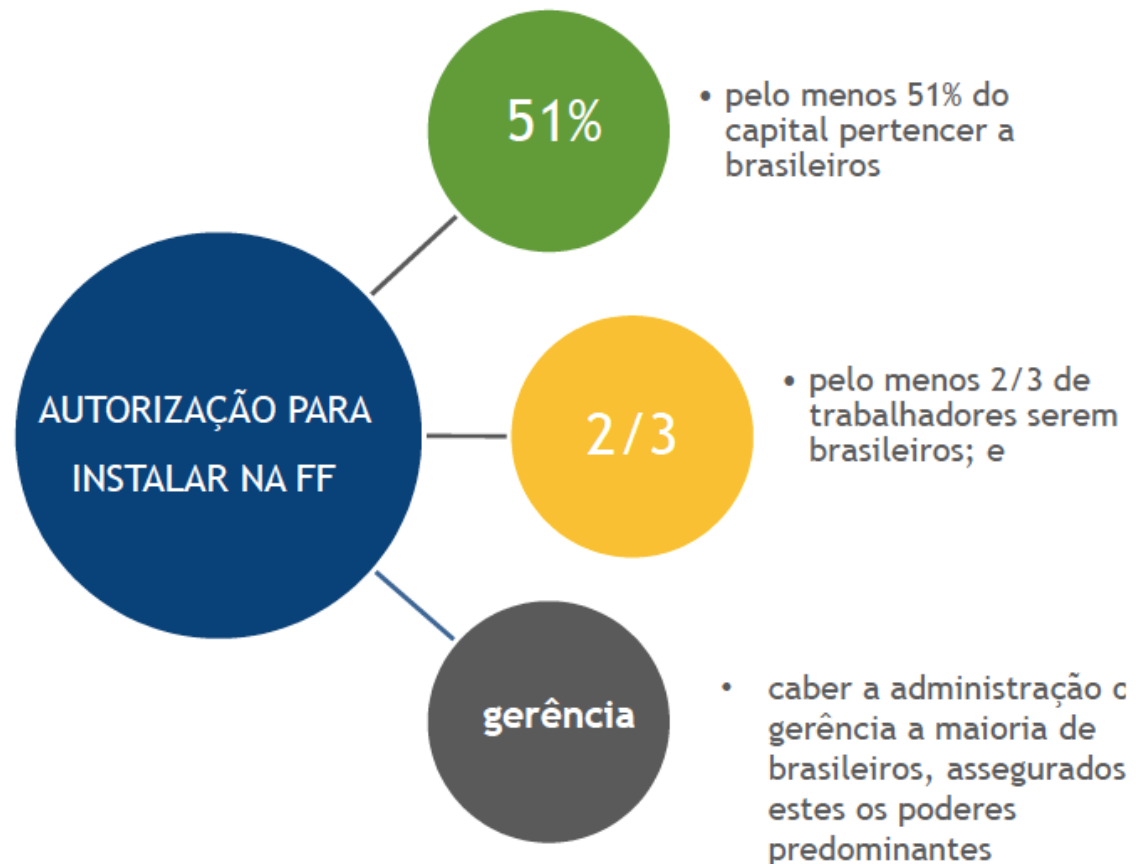 51%
• pelo menos 51% do
capital pertencer a
brasileiros
AUTORIZAÇÃO PARA
INSTALAR NA FF
2/3
• pelo menos 2/3 de
trabalhadores serem
brasileiros; e
gerência
• caber a administração
gerência a maioria de
brasileiros, assegurados
estes os poderes
predominantes